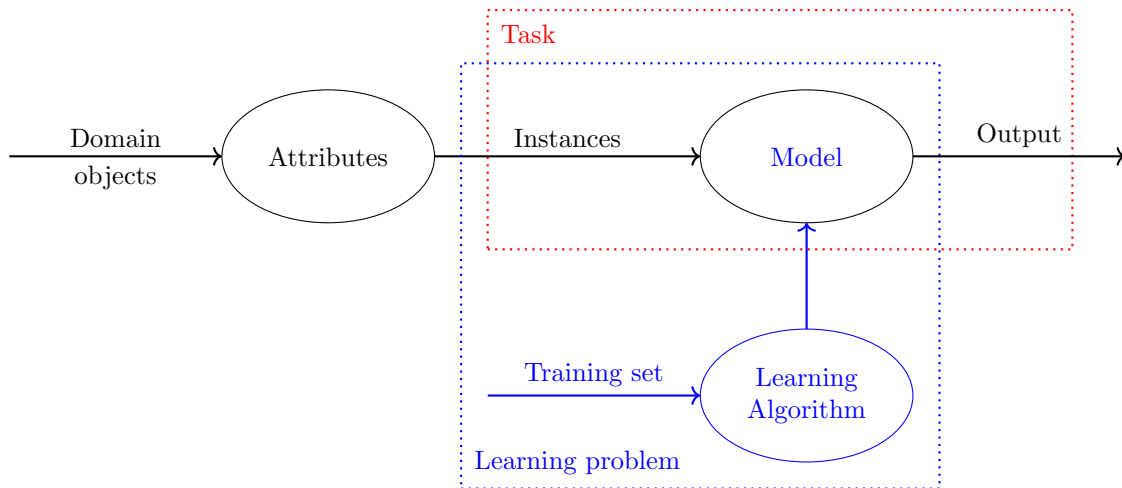 Task
Domain
objects
Attributes
Instances
Model
Output
Training set
Learning
Algorithm
Learning problem